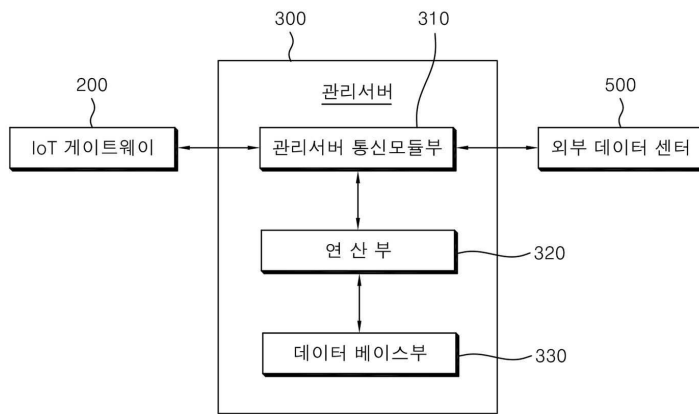 300
310
관리서버
200
500
IoT 게이트웨이
관리서버 통신모듈부
외부 데이터 센터
연 산 부
320
데이터 베이스부
330